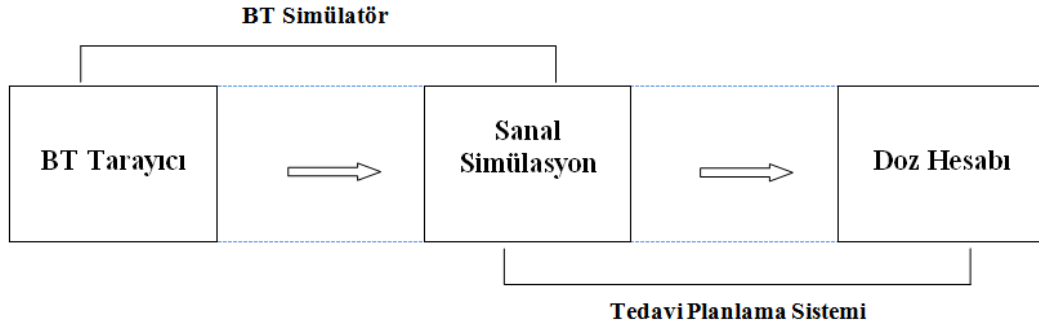 BT Simülatör
BT Tarayıcı
Sanal
Simülasyon
Doz Hesabı
Tedavi Planlama Sistemi